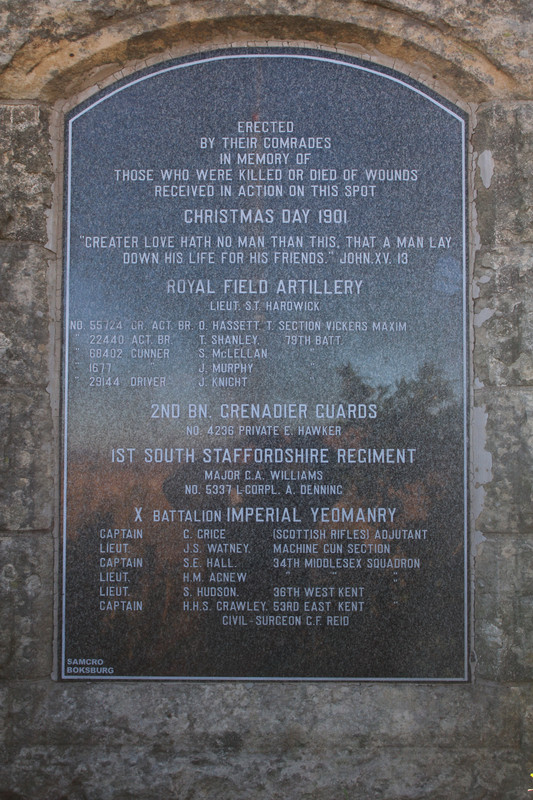 ERECTED
BY THEIR COMRADES
IN MEMORY OF
THOSE WHO WERE KILLED OR DIED OF WOUNDS
RECEIVED IN ACTION ON THIS SPOT
CHRISTMAS DAY 1901
"GREATER LOVE HATH NO MAN THAN THIS, THAT A MAN LAY
DOWN HIS LIFE FOR HIS FRIENDS." JOHN.XV. 13
ROYAL FIELD ARTILLERY
LIEUT. S.T. HARDWICK
NO. 55724 GR. ACT. BR. O. HASSETT. T. SECTION VICKERS MAXIM
" 22440 ACT. BR. T. SHANLEY. 79TH BATT.
" 68402 GUNNER S. McLELLAN "
" 1677 " J. MURPHY "
" 29144 DRIVER J. KNIGHT "
2ND BN. GRENADIER GUARDS
NO. 4236 PRIVATE E. HAWKER
1ST SOUTH STAFFORDSHIRE REGIMENT
MAJOR G.A. WILLIAMS
NO. 5337 L-CORPL. A. DENNING
X BATTALION IMPERIAL YEOMANRY
CAPTAIN C. GRICE (SCOTTISH RIFLES) ADJUTANT
LIEUT. J.S. WATNEY. MACHINE GUN SECTION
CAPTAIN S.E. HALL. 34TH MIDDLESEX SQUADRON
LIEUT. H.M. AGNEW " " "
LIEUT. S. HUDSON. 36TH WEST KENT "
CAPTAIN H.H.S. CRAWLEY. 53RD EAST KENT "
CIVIL - SURGEON C.F. REID
SAMCRO
BOKSBURG